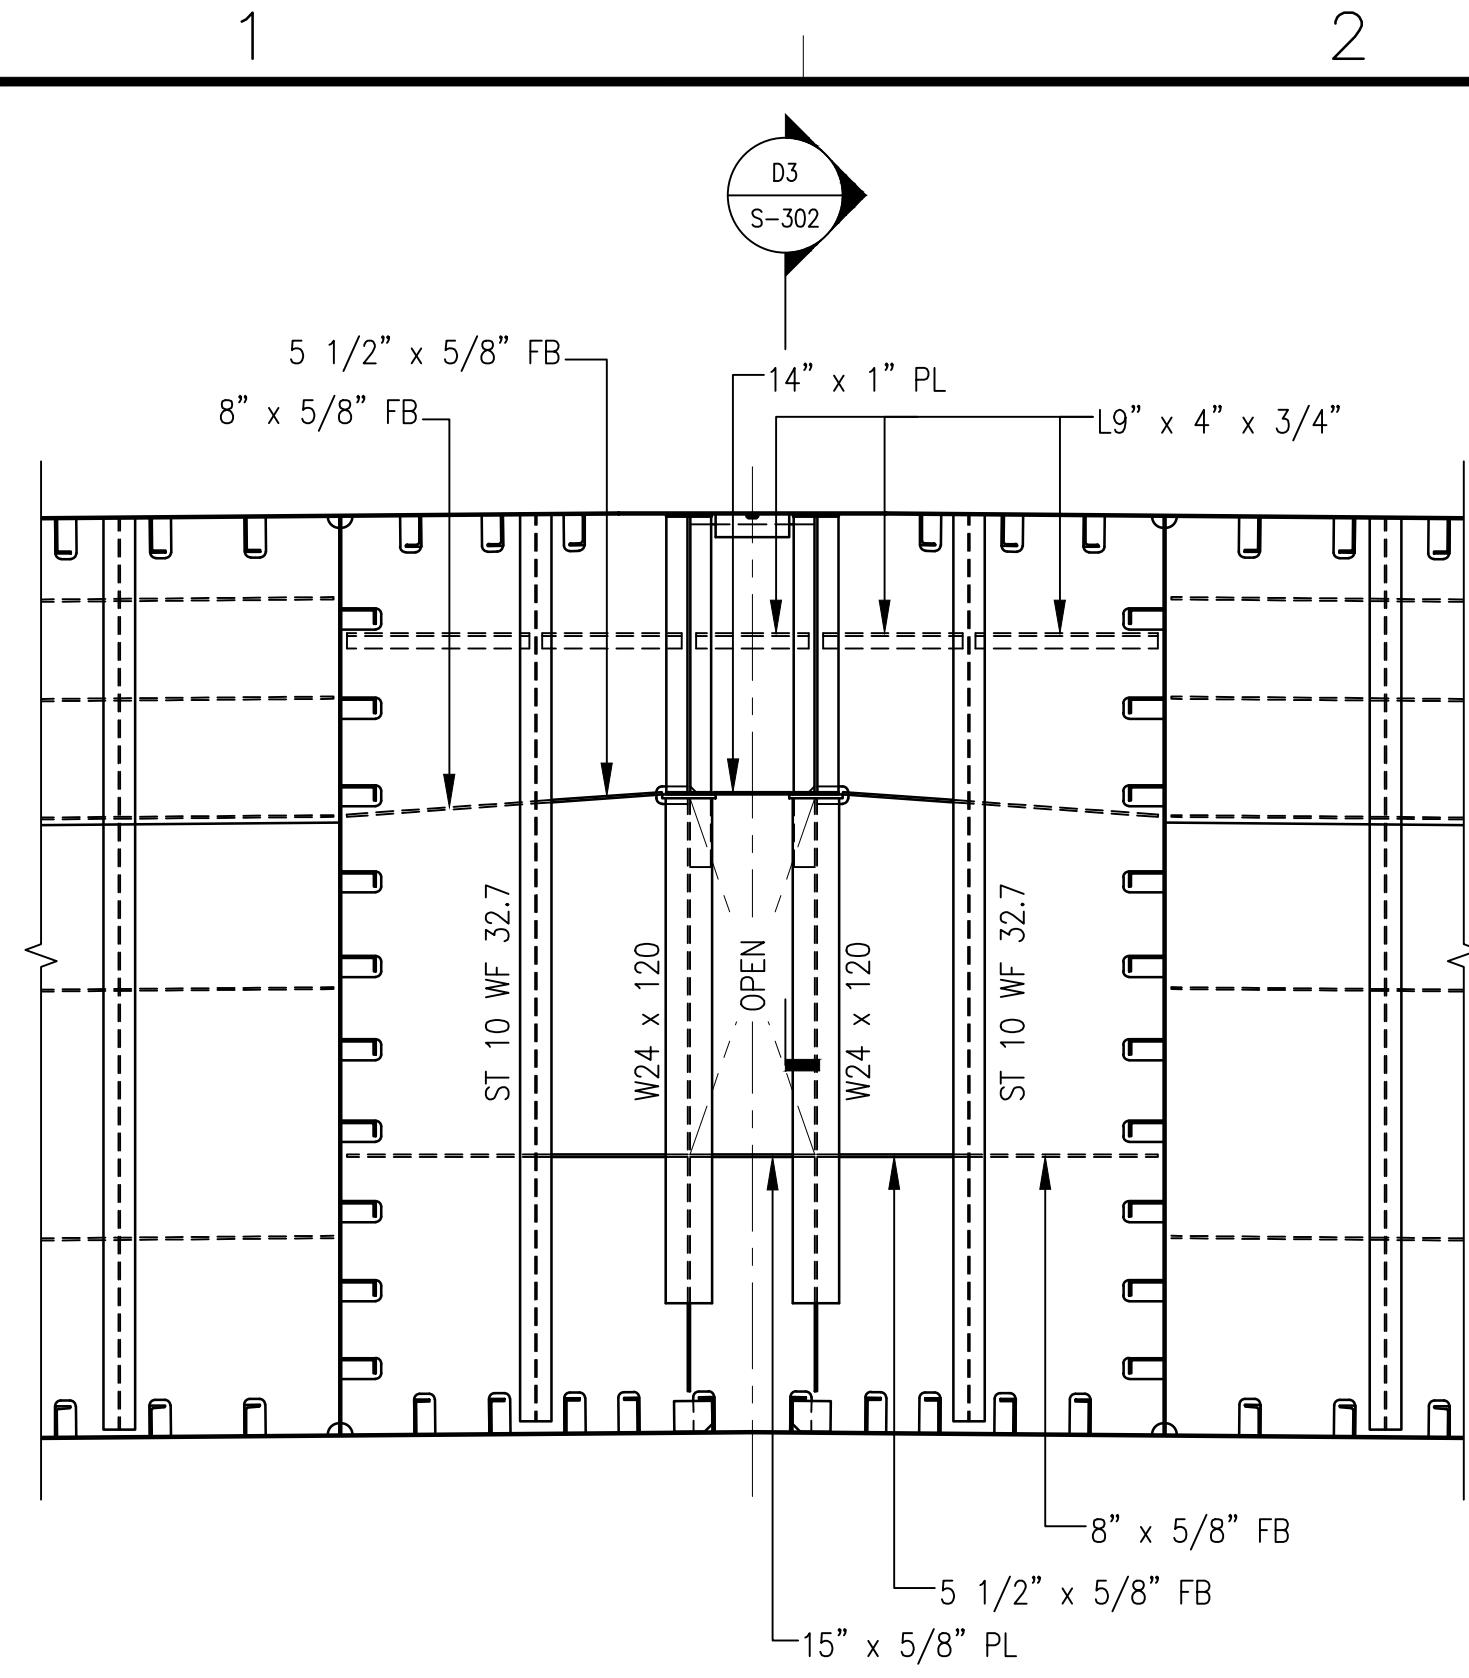 1
2
D3
S-302
5 1/2” x 5/8” FB
14” x 1” PL
8” x 5/8” FB
L9” x 4” x 3/4”
ST 10 WF 32.7
W24 x 120
OPEN
W24 x 120
ST 10 WF 32.7
8” x 5/8” FB
5 1/2” x 5/8” FB
15” x 5/8” PL